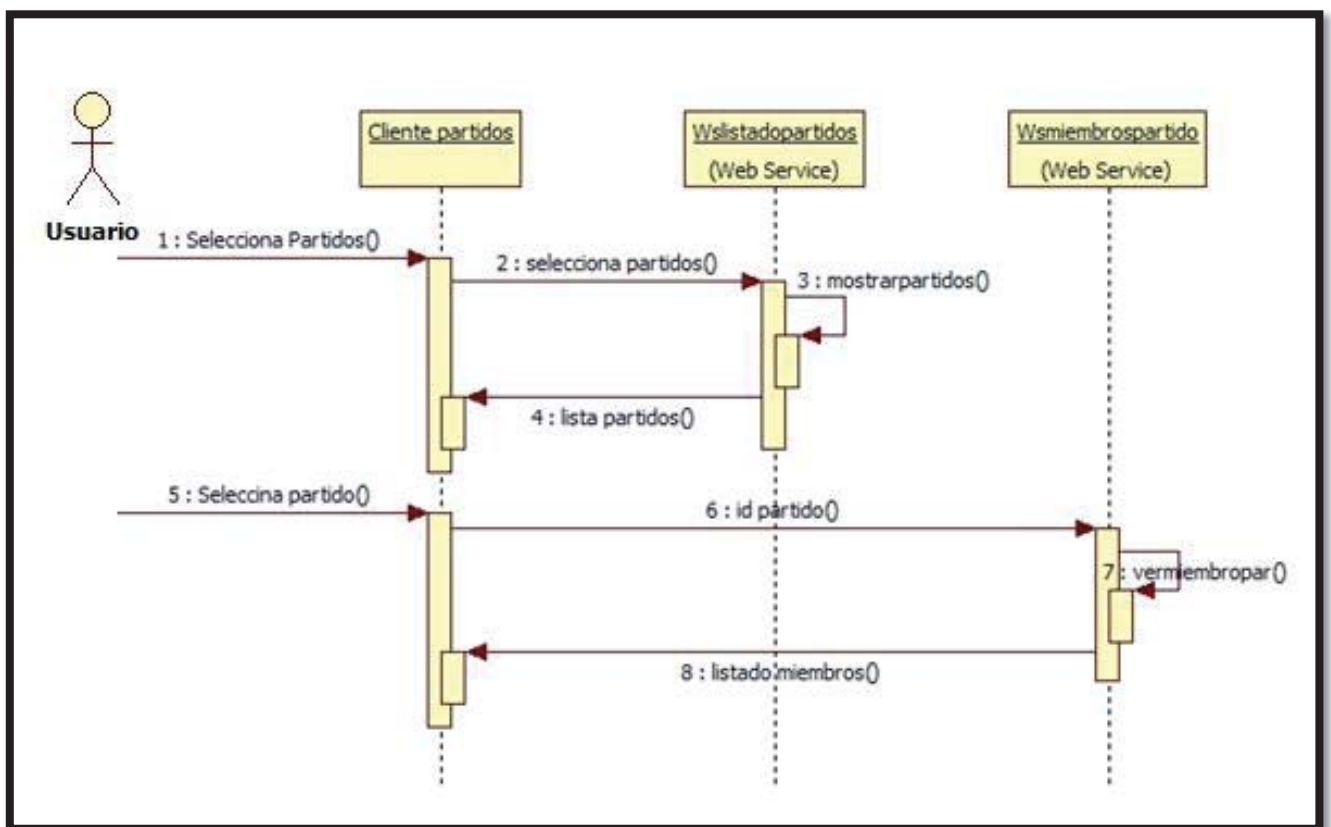 Cliente partidos
Wslistadopartidos
(Web Service)
Wsmiembrospartido
(Web Service)
Usuario
1 : Selecciona Partidos()
2 : selecciona partidos()
3 : mostrarpartidos()
4 : lista partidos()
5 : Seleccina partido()
6 : id partido()
7 : vermiembropar()
8 : listado miembros()